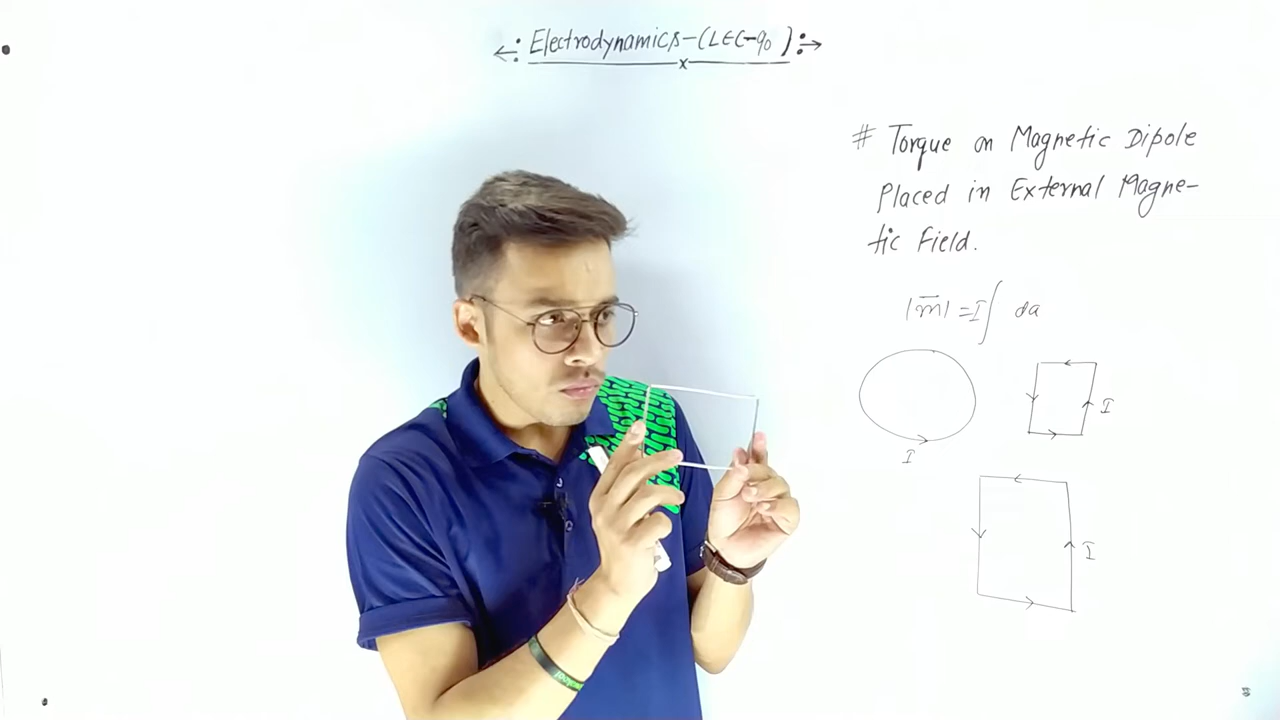 Electrodynamics-(LEC-90)
# Torque on Magnetic Dipole
Placed in External Magne-
tic Field.
|m̅| = I∫ da
I
I
I